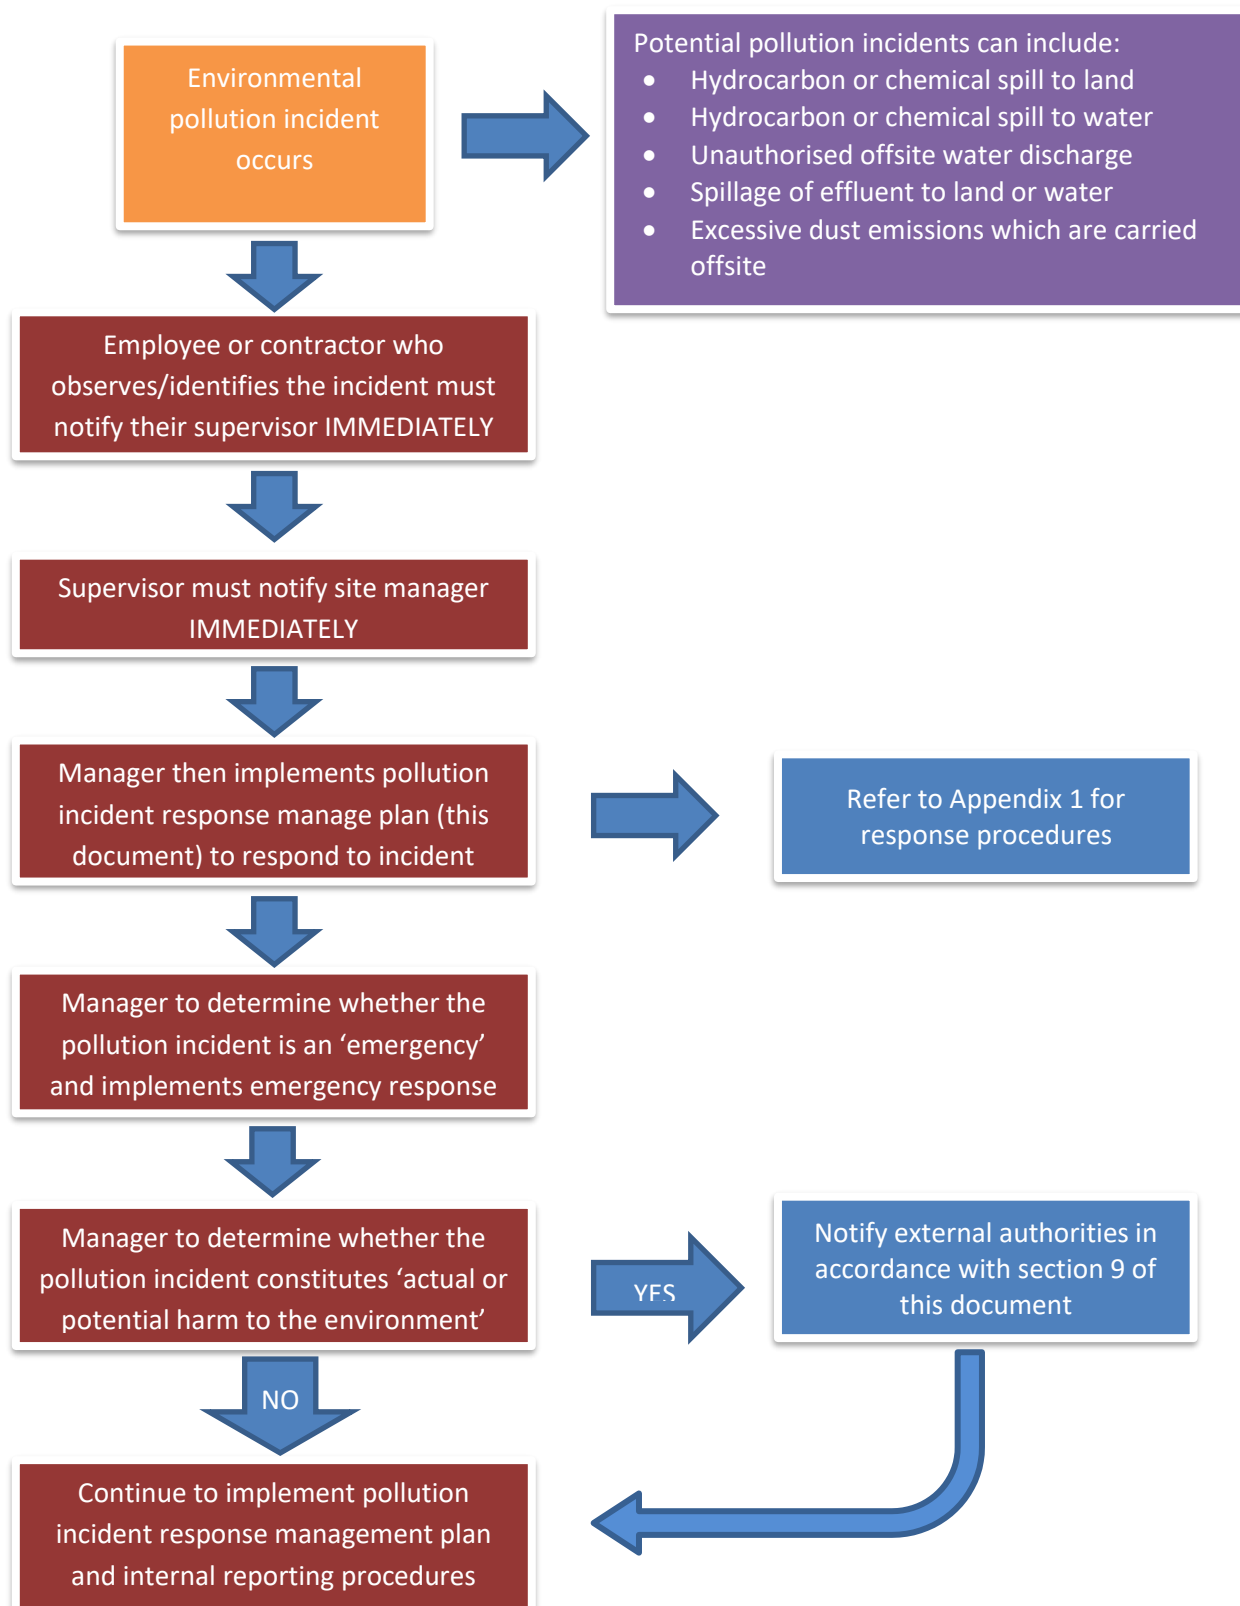 Environmental
pollution incident
occurs
Potential pollution incidents can include:
• Hydrocarbon or chemical spill to land
• Hydrocarbon or chemical spill to water
• Unauthorised offsite water discharge
• Spillage of effluent to land or water
• Excessive dust emissions which are carried
offsite
Employee or contractor who
observes/identifies the incident must
notify their supervisor IMMEDIATELY
Supervisor must notify site manager
IMMEDIATELY
Manager then implements pollution
incident response manage plan (this
document) to respond to incident
Refer to Appendix 1 for
response procedures
Manager to determine whether the
pollution incident is an ‘emergency’
and implements emergency response
Manager to determine whether the
pollution incident constitutes ‘actual or
potential harm to the environment’
YES
Notify external authorities in
accordance with section 9 of
this document
NO
Continue to implement pollution
incident response management plan
and internal reporting procedures